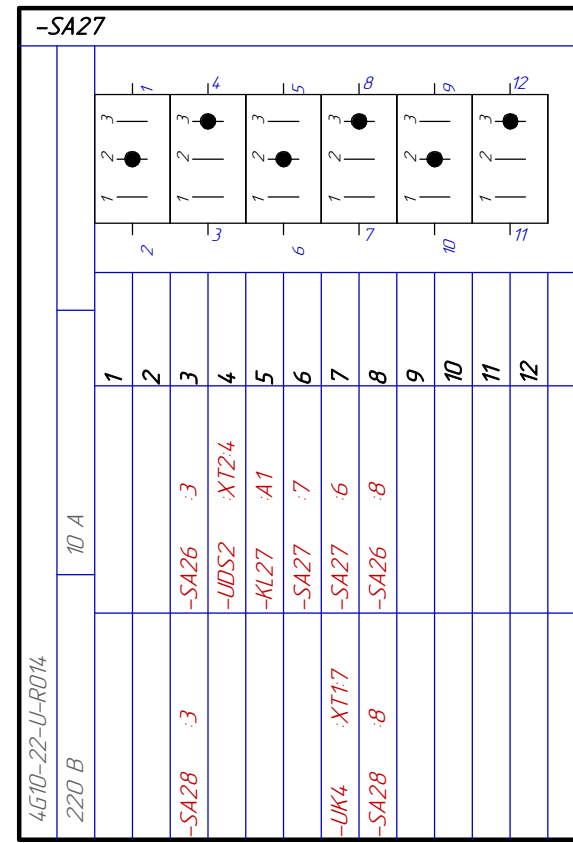 -SA27
4G10-22-U-R014
220 В
10 А
1 4 5 8 9 12
3 3 3 3 3 3
2 2 2 2 2 2
1 1 1 1 1 1
2 3 6 7 10 11
1
2
3 -SA26 :3 -SA28 :3
4 -UDS2 :XT2:4
5 -KL27 :A1
6 -SA27 :7
7 -SA27 :6 -UK4 :XT1:7
8 -SA26 :8 -SA28 :8
9
10
11
12